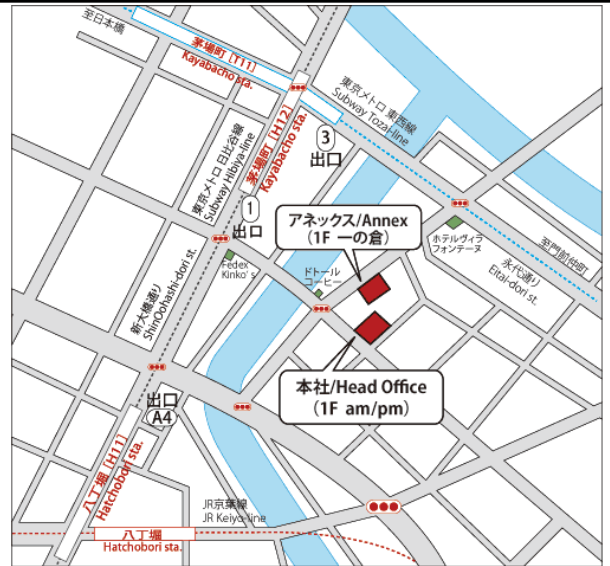 至日本橋
茅場町 [T11]
Kayabacho sta.
東京メトロ 東西線
Subway Tozai-line
東京メトロ 日比谷線
Subway Hibiya-line
茅場町 [H12]
Kayabacho sta.
3
出口
1
出口
アネックス/Annex
(1F 一の倉)
ホテルヴィラ
フォンテーヌ
至門前仲町
永代通り
Eitai-dori st.
Fedex
Kinko's
ドトール
コーヒー
新大橋通り
ShinOohashi-dori st.
本社/Head Office
(1F am/pm)
出口
A4
八丁堀 [H11]
Hatchobori sta.
JR京葉線
JR Keiyo-line
八丁堀
Hatchobori sta.